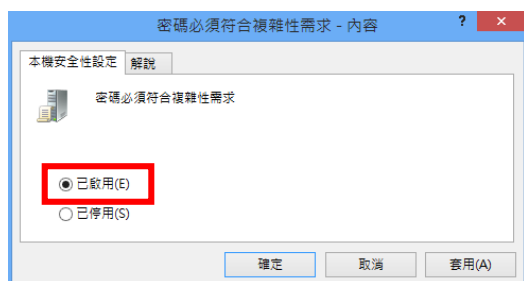 密碼必須符合複雜性需求 - 內容
? ×
本機安全性設定 解說
密碼必須符合複雜性需求
已啟用(E)
已停用(S)
確定 取消 套用(A)